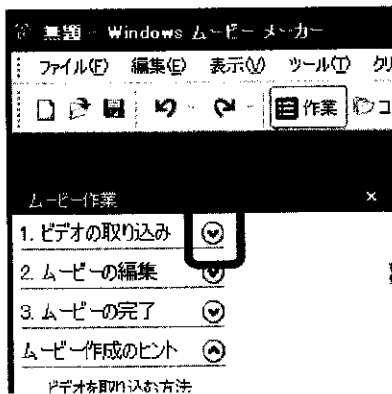 無題 - Windows ムービー メーカー
ファイル(F) 編集(E) 表示(V) ツール(T)
作業
ムービー作業
1. ビデオの取り込み
2. ムービーの編集
3. ムービーの完了
ムービー作成のヒント
ビデオを取り込む方法